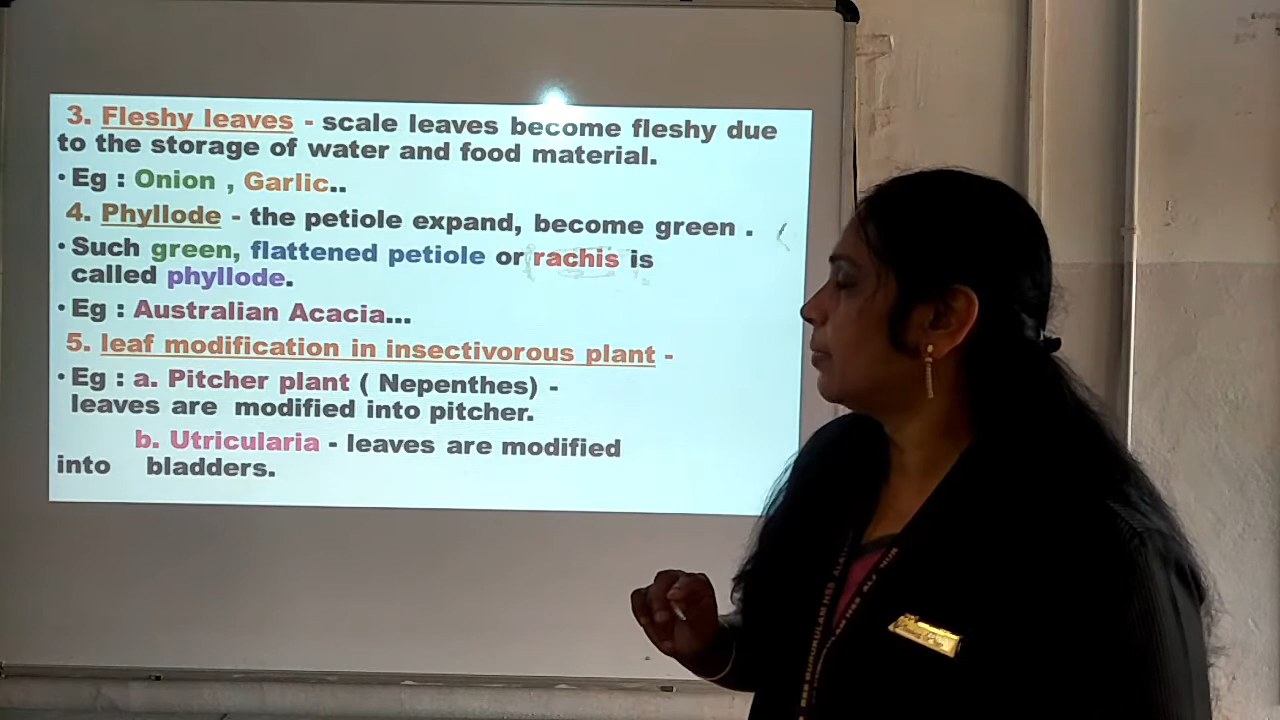 3. Fleshy leaves - scale leaves become fleshy due
to the storage of water and food material.
• Eg : Onion , Garlic..
4. Phyllode - the petiole expand, become green .
• Such green, flattened petiole or rachis is
called phyllode.
• Eg : Australian Acacia...
5. leaf modification in insectivorous plant -
• Eg : a. Pitcher plant ( Nepenthes) -
leaves are modified into pitcher.
b. Utricularia - leaves are modified
into bladders.
GURUKULAM HSS